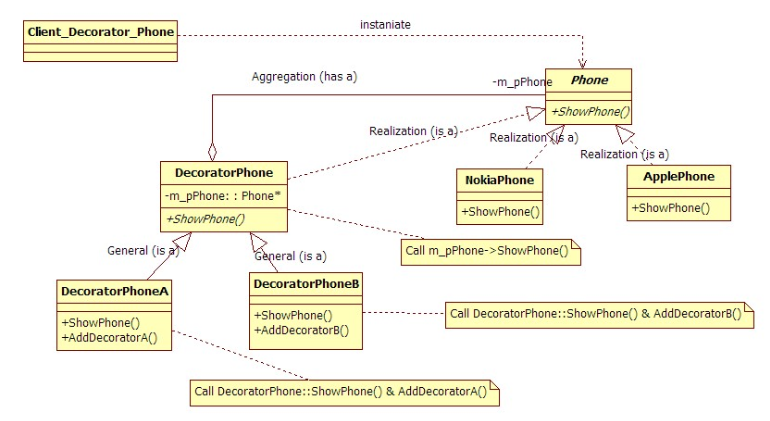 instaniate
Client_Decorator_Phone
Aggregation (has a)
-m_pPhone
Phone
+ShowPhone()
Realization (is a)
Realization (is a)
Realization (is a)
DecoratorPhone
-m_pPhone: : Phone*
+ShowPhone()
NokiaPhone
+ShowPhone()
ApplePhone
+ShowPhone()
General (is a)
General (is a)
Call m_pPhone->ShowPhone()
DecoratorPhoneA
+ShowPhone()
+AddDecoratorA()
DecoratorPhoneB
+ShowPhone()
+AddDecoratorB()
Call DecoratorPhone::ShowPhone() & AddDecoratorB()
Call DecoratorPhone::ShowPhone() & AddDecoratorA()